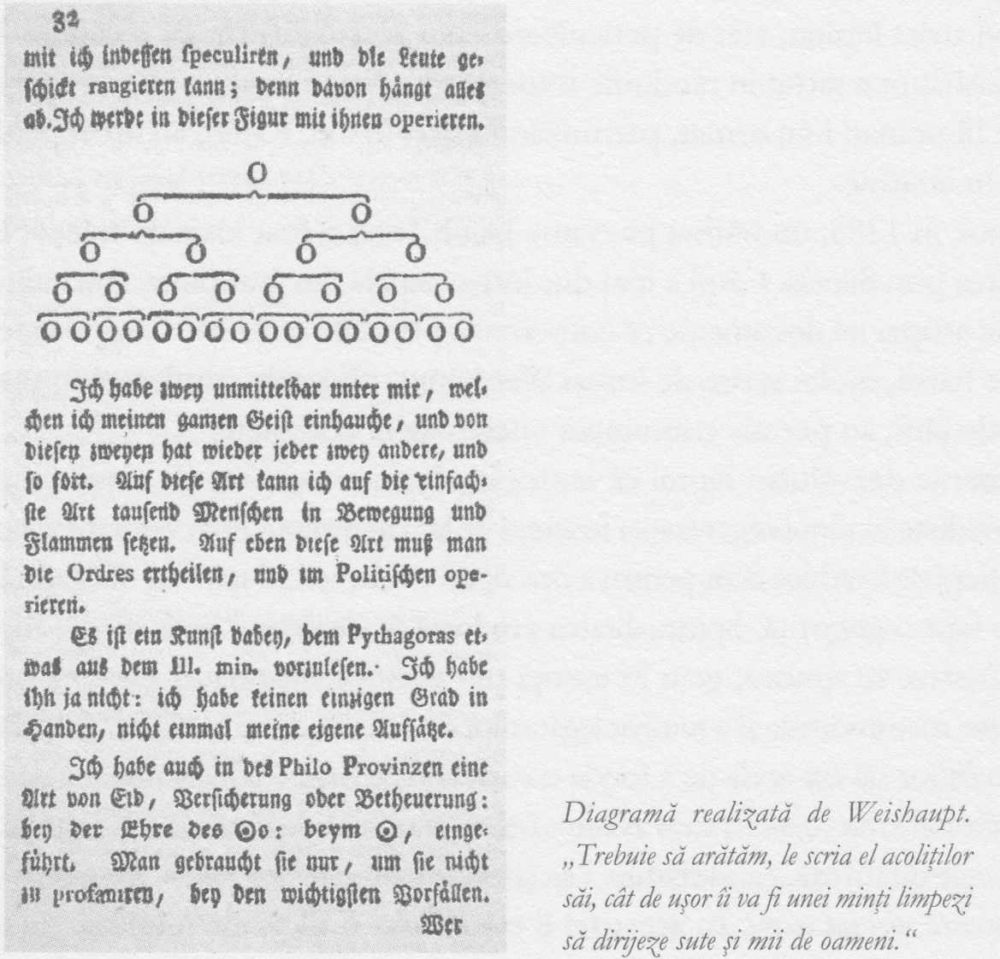 32
mit ich indessen speculiren, und die Leute ge-
schickt rangieren kann; denn davon hängt alles
ab. Ich werde in dieser Figur mit ihnen operieren.
O
O O
O O O O
O O O O O O O O
O O O O O O O O O O O O O O O O
Ich habe zwey unmittelbar unter mir, wel-
chen ich meinen ganzen Geist einhauche, und von
diesen zweyen hat wieder jeder zwey andere, und
so fort. Auf diese Art kann ich auf die einfach-
ste Art tausend Menschen in Bewegung und
Flammen setzen. Auf eben diese Art muß man
die Ordres ertheilen, und im Politischen ope-
rieren.
Es ist ein Kunst dabey, dem Pythagoras et-
was aus dem Ill. min. vorzulesen. Ich habe
ihn ja nicht: ich habe keinen einzigen Grad in
Handen, nicht einmal meine eigene Aufsätze.
Ich habe auch in des Philo Provinzen eine
Art von Eid, Versicherung oder Betheuerung:
bey der Ehre des ☉o: beym ☉, einge-
führt. Man gebraucht sie nur, um sie nicht
zu profaniren, bey den wichtigsten Vorfällen.
Wer
Diagramă realizată de Weishaupt.
„Trebuie să arătăm, le scria el acoliţilor
săi, cât de uşor îi va fi unei minţi limpezi
să dirijeze sute şi mii de oameni.“